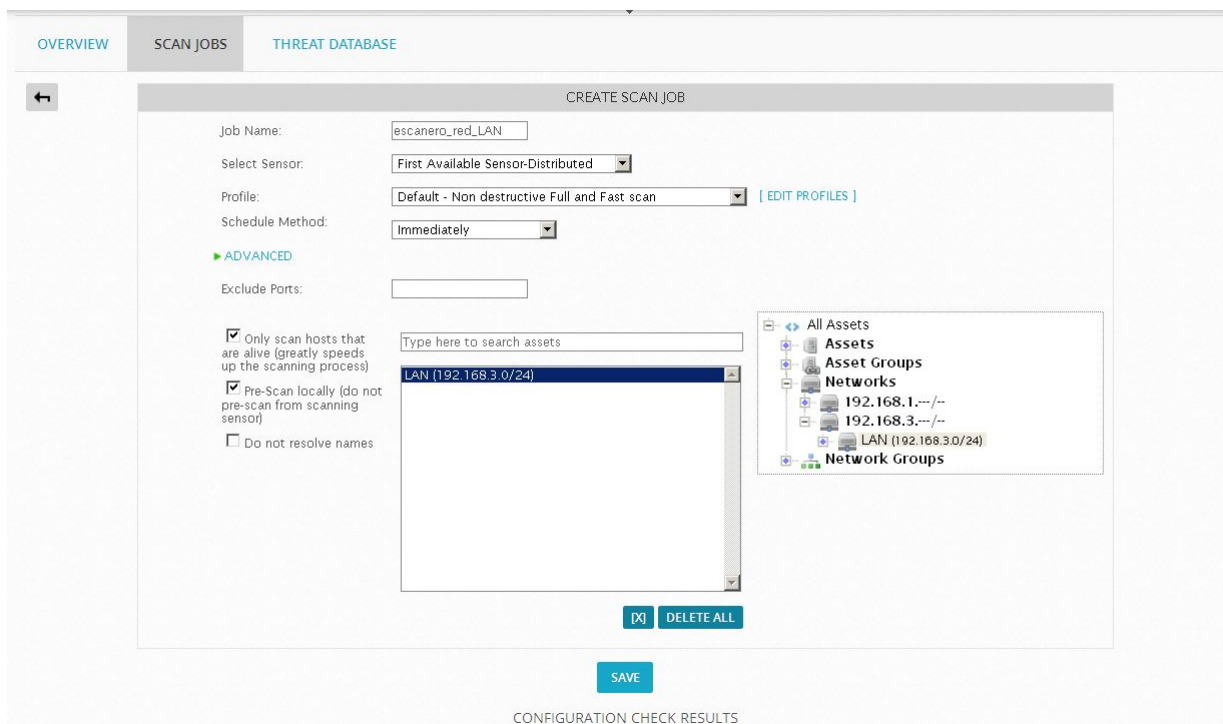 OVERVIEW SCAN JOBS THREAT DATABASE
CREATE SCAN JOB
Job Name: escanero_red_LAN
Select Sensor: First Available Sensor-Distributed
Profile: Default - Non destructive Full and Fast scan [ EDIT PROFILES ]
Schedule Method: Immediately
ADVANCED
Exclude Ports:
Only scan hosts that
are alive (greatly speeds
up the scanning process)
Pre-Scan locally (do not
pre-scan from scanning
sensor)
Do not resolve names
Type here to search assets
LAN (192.168.3.0/24)
[X] DELETE ALL
All Assets
Assets
Asset Groups
Networks
192.168.1.---/--
192.168.3.---/--
LAN (192.168.3.0/24)
Network Groups
SAVE
CONFIGURATION CHECK RESULTS